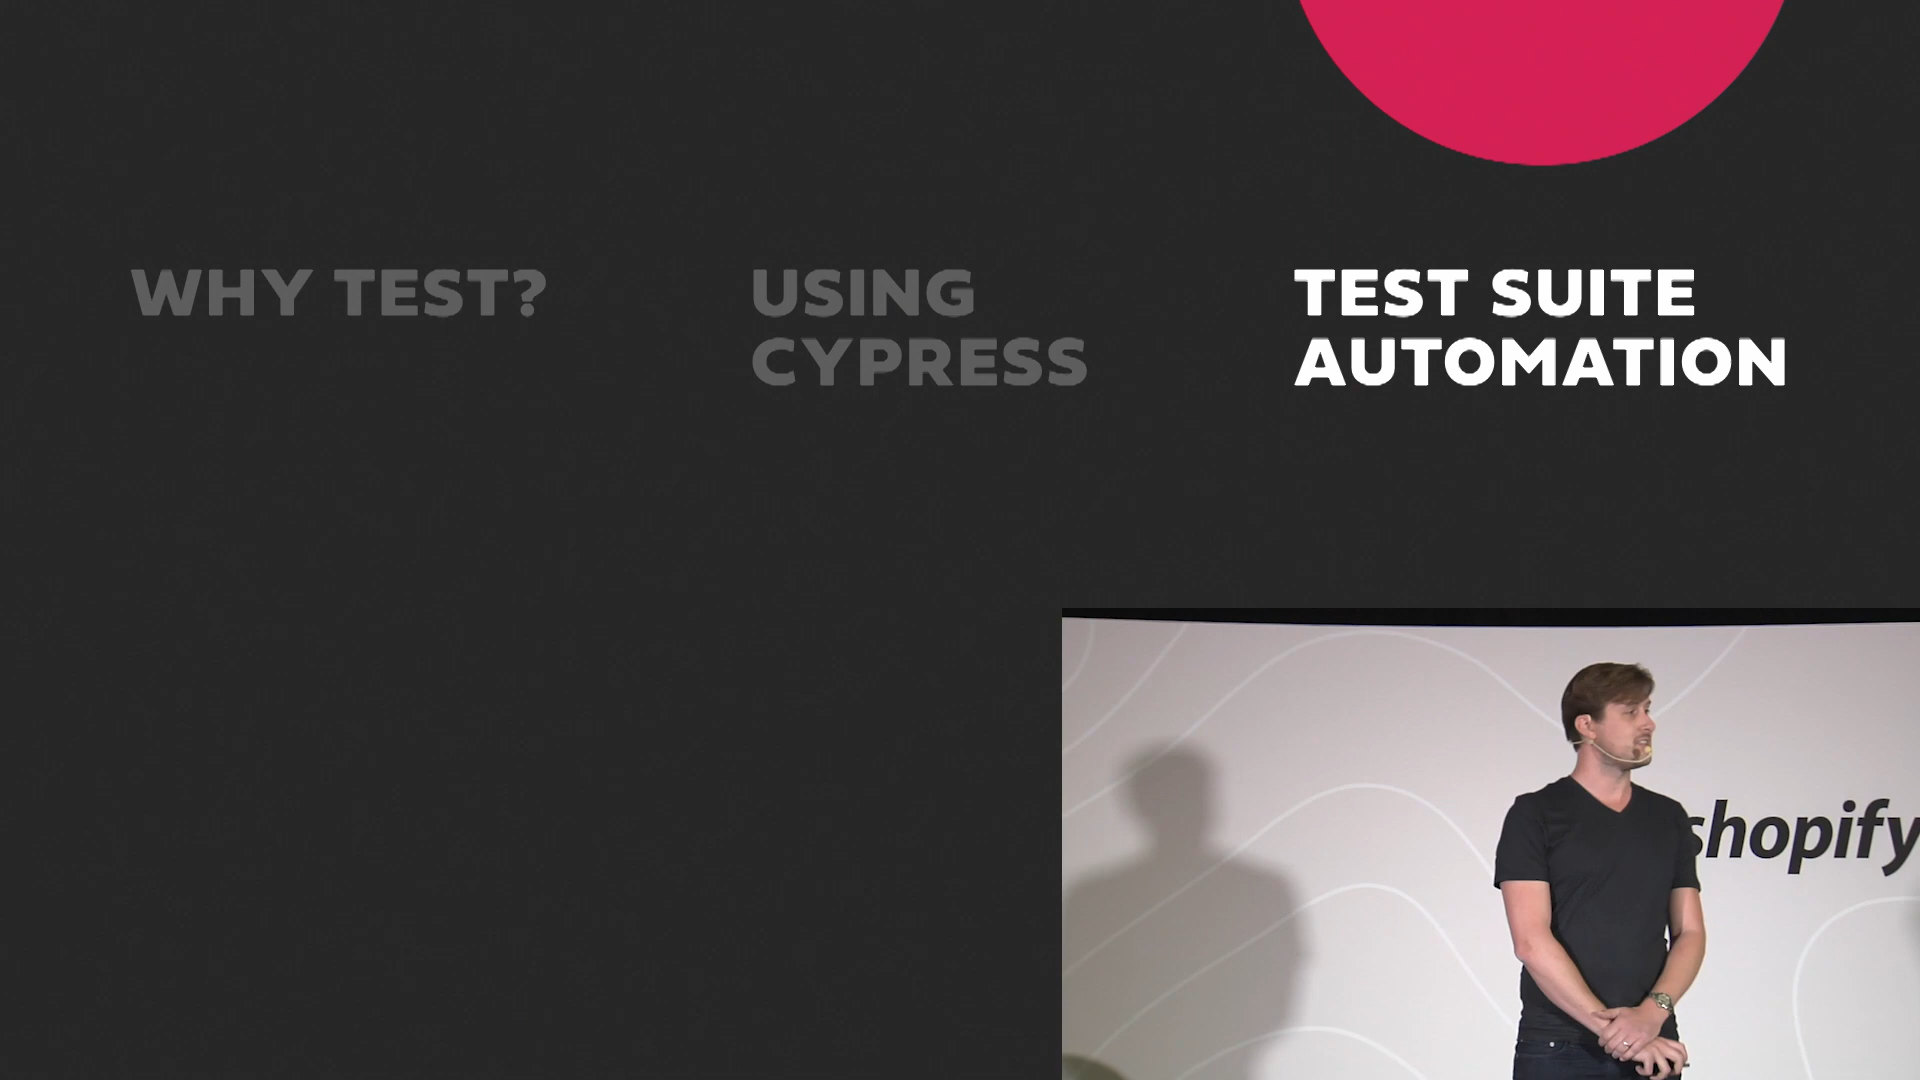 WHY TEST?
USING
CYPRESS
TEST SUITE
AUTOMATION
shopify